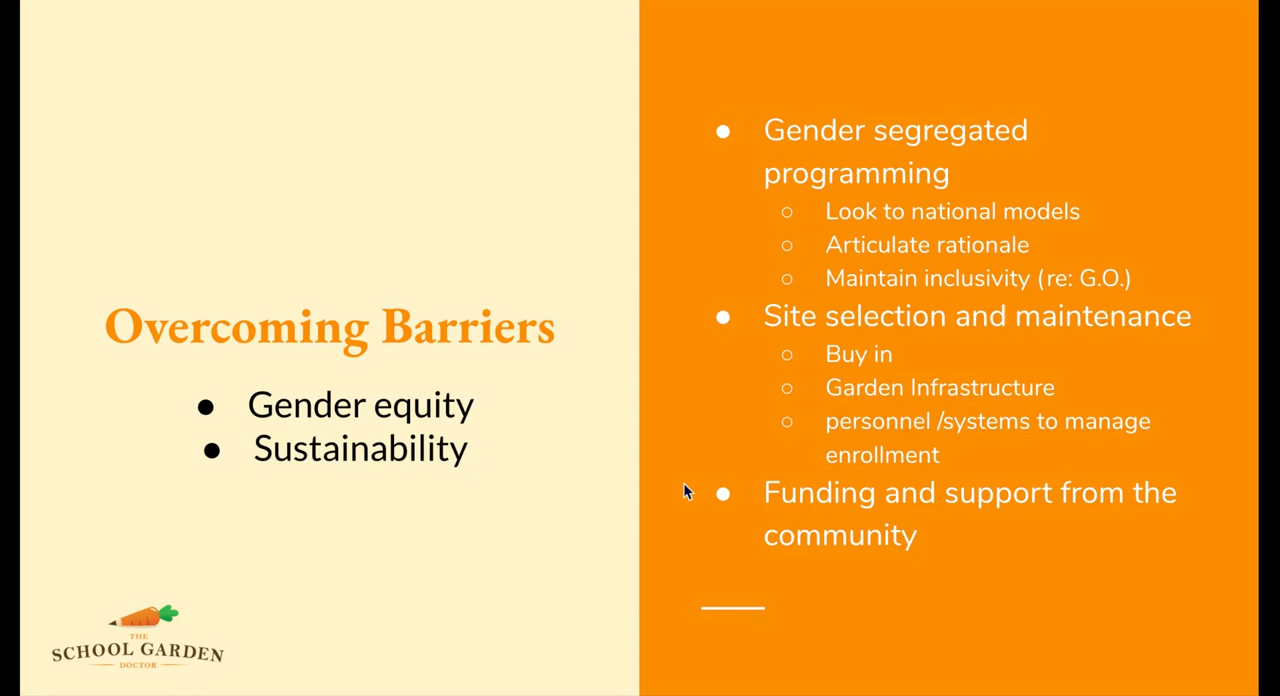 Overcoming Barriers
● Gender equity
● Sustainability
THE
SCHOOL GARDEN
DOCTOR
● Gender segregated
programming
○ Look to national models
○ Articulate rationale
○ Maintain inclusivity (re: G.O.)
● Site selection and maintenance
○ Buy in
○ Garden Infrastructure
○ personnel /systems to manage
enrollment
● Funding and support from the
community